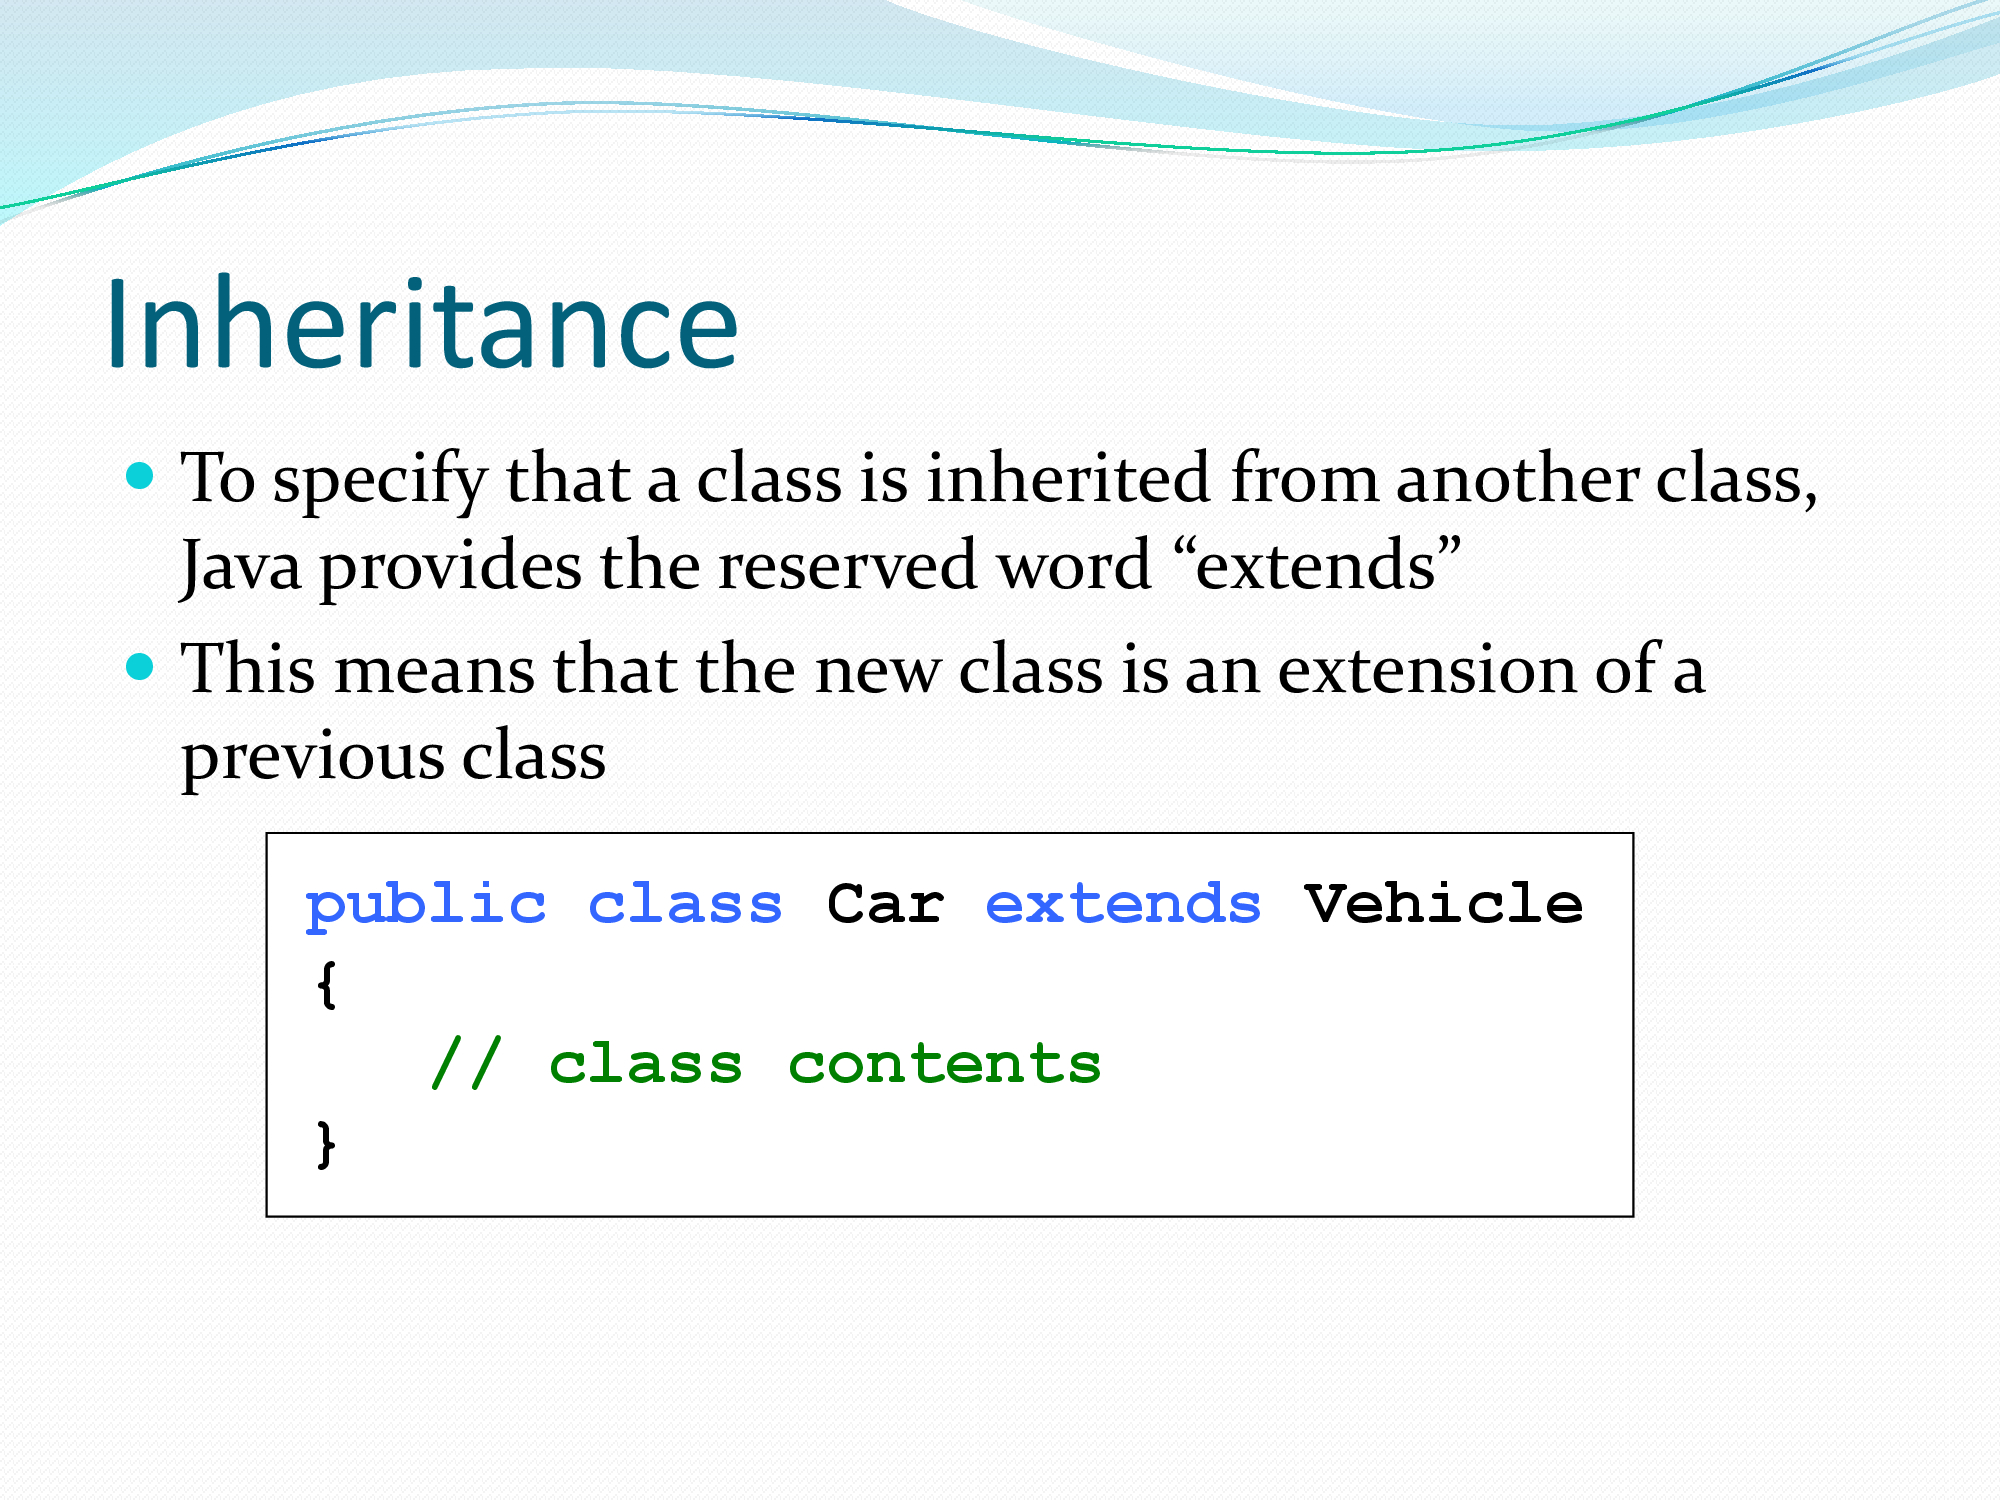 Inheritance
To specify that a class is inherited from another class,
Java provides the reserved word “extends”
This means that the new class is an extension of a
previous class
public class Car extends Vehicle
{
// class contents
}